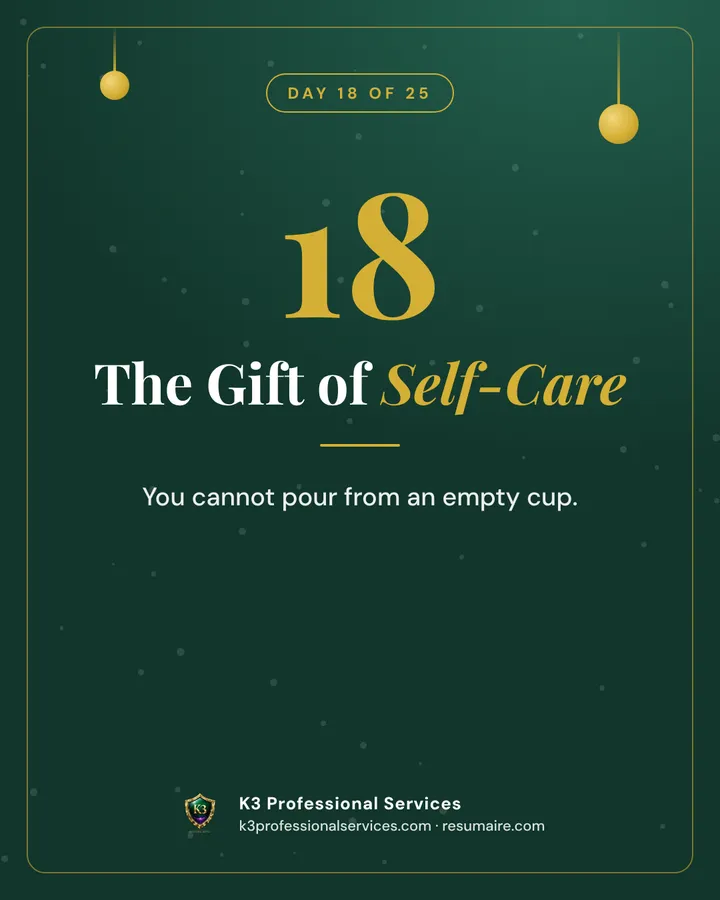 DAY 18 OF 25
18
The Gift of Self-Care
You cannot pour from an empty cup.
K3
K3 Professional Services
k3professionalservices.com · resumaire.com